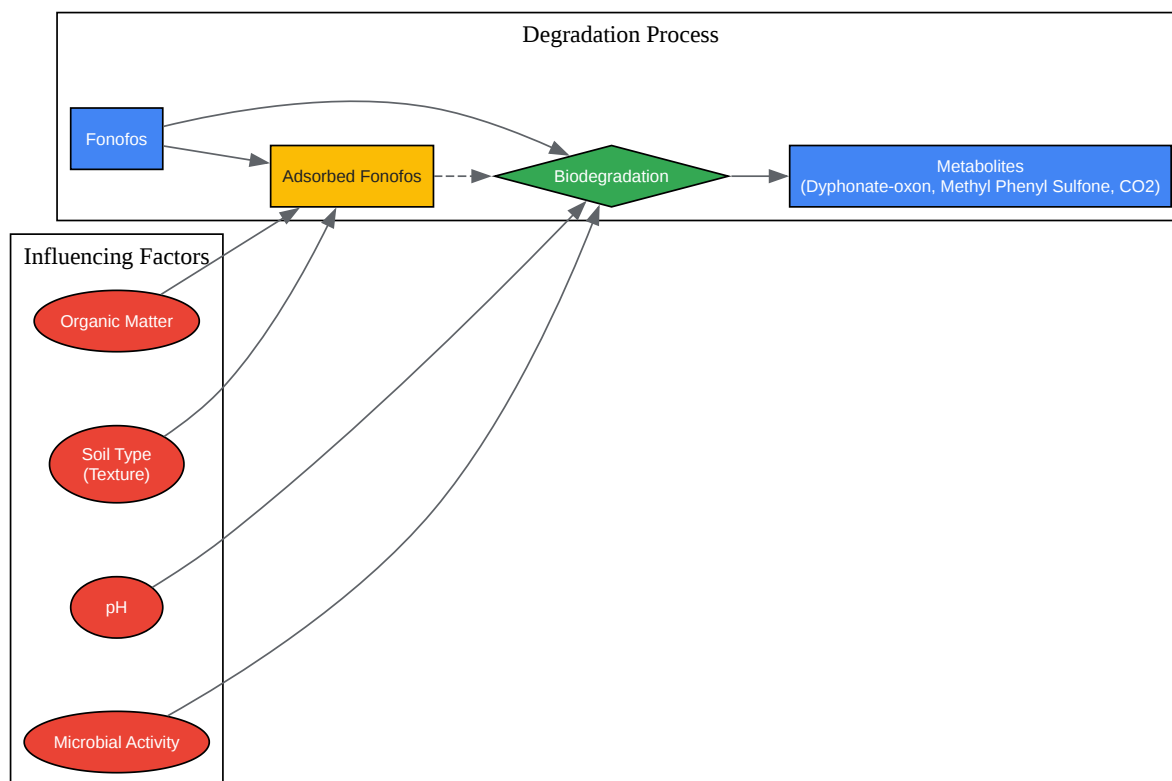 Degradation Process
Fonofos
Adsorbed Fonofos
Biodegradation
Metabolites
(Dyphonate-oxon, Methyl Phenyl Sulfone, CO2)
Influencing Factors
Organic Matter
Soil Type
(Texture)
pH
Microbial Activity